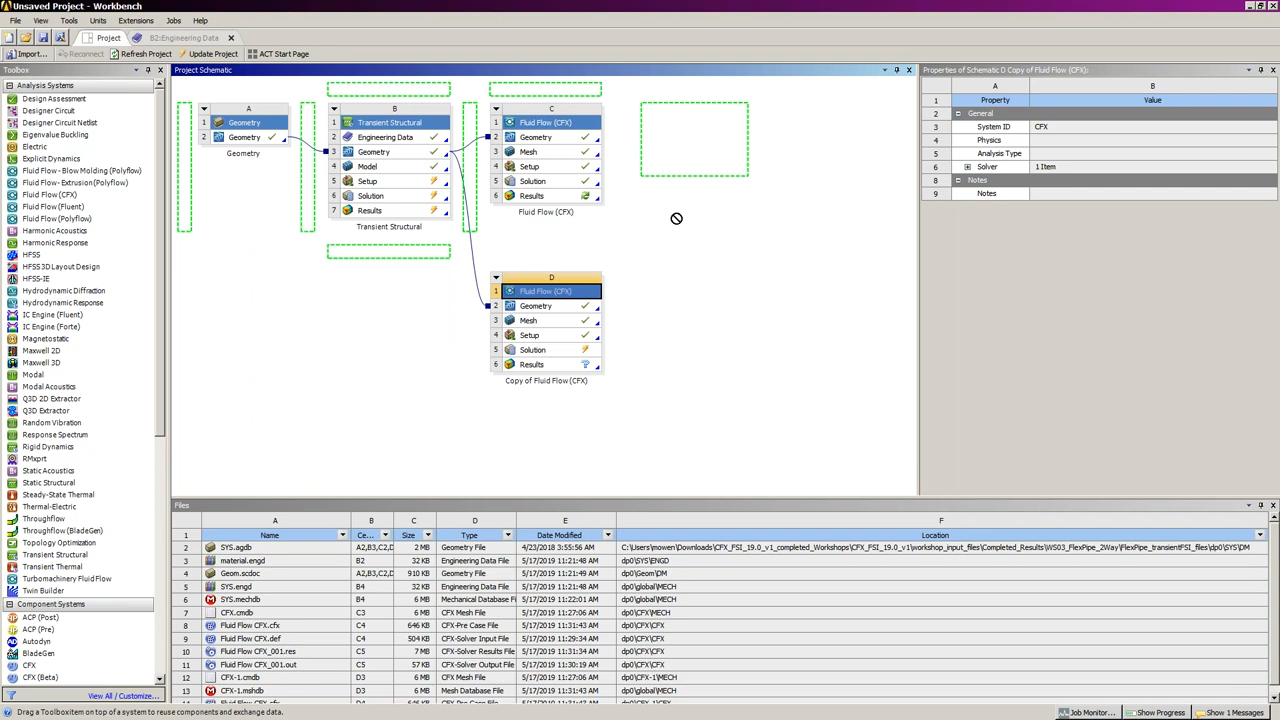 Unsaved Project - Workbench
File View Tools Units Extensions Jobs Help
Project B2:Engineering Data
Import... Reconnect Refresh Project Update Project ACT Start Page
Toolbox
Analysis Systems
Design Assessment
Designer Circuit
Designer Circuit Netlist
Eigenvalue Buckling
Electric
Explicit Dynamics
Fluid Flow - Blow Molding (Polyflow)
Fluid Flow - Extrusion (Polyflow)
Fluid Flow (CFX)
Fluid Flow (Fluent)
Fluid Flow (Polyflow)
Harmonic Acoustics
Harmonic Response
HFSS
HFSS 3D Layout Design
HFSS-IE
Hydrodynamic Diffraction
Hydrodynamic Response
IC Engine (Fluent)
IC Engine (Forte)
Magnetostatic
Maxwell 2D
Maxwell 3D
Modal
Modal Acoustics
Q3D 2D Extractor
Q3D Extractor
Random Vibration
Response Spectrum
Rigid Dynamics
RMxprt
Static Acoustics
Static Structural
Steady-State Thermal
Thermal-Electric
Throughflow
Throughflow (BladeGen)
Topology Optimization
Transient Structural
Turbomachinery Fluid Flow
Twin Builder
Component Systems
ACP (Post)
ACP (Pre)
Autodyn
BladeGen
CFX
CFX (Beta)
View All / Customize...
Project Schematic
A
1 Geometry
2 Geometry
Geometry
B
1 Transient Structural
2 Engineering Data
3 Geometry
4 Model
5 Setup
6 Solution
7 Results
Transient Structural
C
1 Fluid Flow (CFX)
2 Geometry
3 Mesh
4 Setup
5 Solution
6 Results
Fluid Flow (CFX)
D
1 Fluid Flow (CFX)
2 Geometry
3 Mesh
4 Setup
5 Solution
6 Results
Copy of Fluid Flow (CFX)
Properties of Schematic D Copy of Fluid Flow (CFX):
A B
1 Property Value
2 General
3 System ID CFX
4 Physics
5 Analysis Type
6 Solver 1 Item
8 Notes
9 Notes
Files
A B C D E F
1 Name Ce... Size Type Date Modified Location
2 SYS.agdb A2,B3,C2,D 2 MB Geometry File 4/23/2018 3:55:56 AM C:\Users\mowen\Downloads\CFX_FSI_19.0_v1_completed_Workshops\CFX_FSI_19.0_v1\workshop_input_files\Completed_Results\WS03_FlexPipe_2Way\FlexPipe_transientFSI_files\dp0\SYS\DM
3 material.engd B2 32 KB Engineering Data File 5/17/2019 11:21:48 AM dp0\SYS\ENGD
4 Geom.scdoc A2,B3,C2,D 910 KB Geometry File 5/17/2019 11:21:49 AM dp0\Geom\DM
5 SYS.engd B4 32 KB Engineering Data File 5/17/2019 11:21:48 AM dp0\global\MECH
6 SYS.mechdb B4 6 MB Mechanical Database Fi 5/17/2019 11:22:01 AM dp0\global\MECH
7 CFX.cmdb C3 6 MB CFX Mesh File 5/17/2019 11:27:06 AM dp0\CFX\MECH
8 Fluid Flow CFX.cfx C4 646 KB CFX-Pre Case File 5/17/2019 11:31:43 AM dp0\CFX\CFX
9 Fluid Flow CFX.def C4 504 KB CFX-Solver Input File 5/17/2019 11:29:34 AM dp0\CFX\CFX
10 Fluid Flow CFX_001.res C5 7 MB CFX-Solver Results File 5/17/2019 11:31:34 AM dp0\CFX\CFX
11 Fluid Flow CFX_001.out C5 57 KB CFX-Solver Output File 5/17/2019 11:30:19 AM dp0\CFX\CFX
12 CFX-1.cmdb D3 6 MB CFX Mesh File 5/17/2019 11:27:06 AM dp0\CFX-1\MECH
13 CFX-1.mshdb D3 6 MB Mesh Database File 5/17/2019 11:31:43 AM dp0\global\MECH
Drag a Toolbox item on top of a system to reuse components and exchange data.
Job Monitor... Show Progress Show 1 Messages